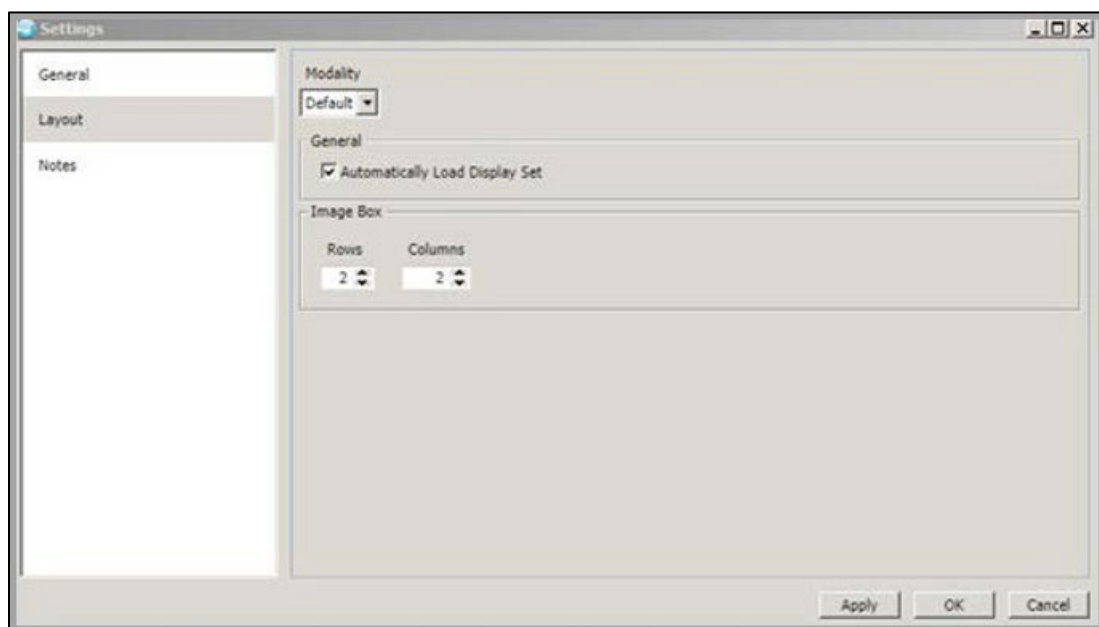 Settings
General
Layout
Notes
Modality
Default
General
Automatically Load Display Set
Image Box
Rows Columns
2 2
Apply OK Cancel